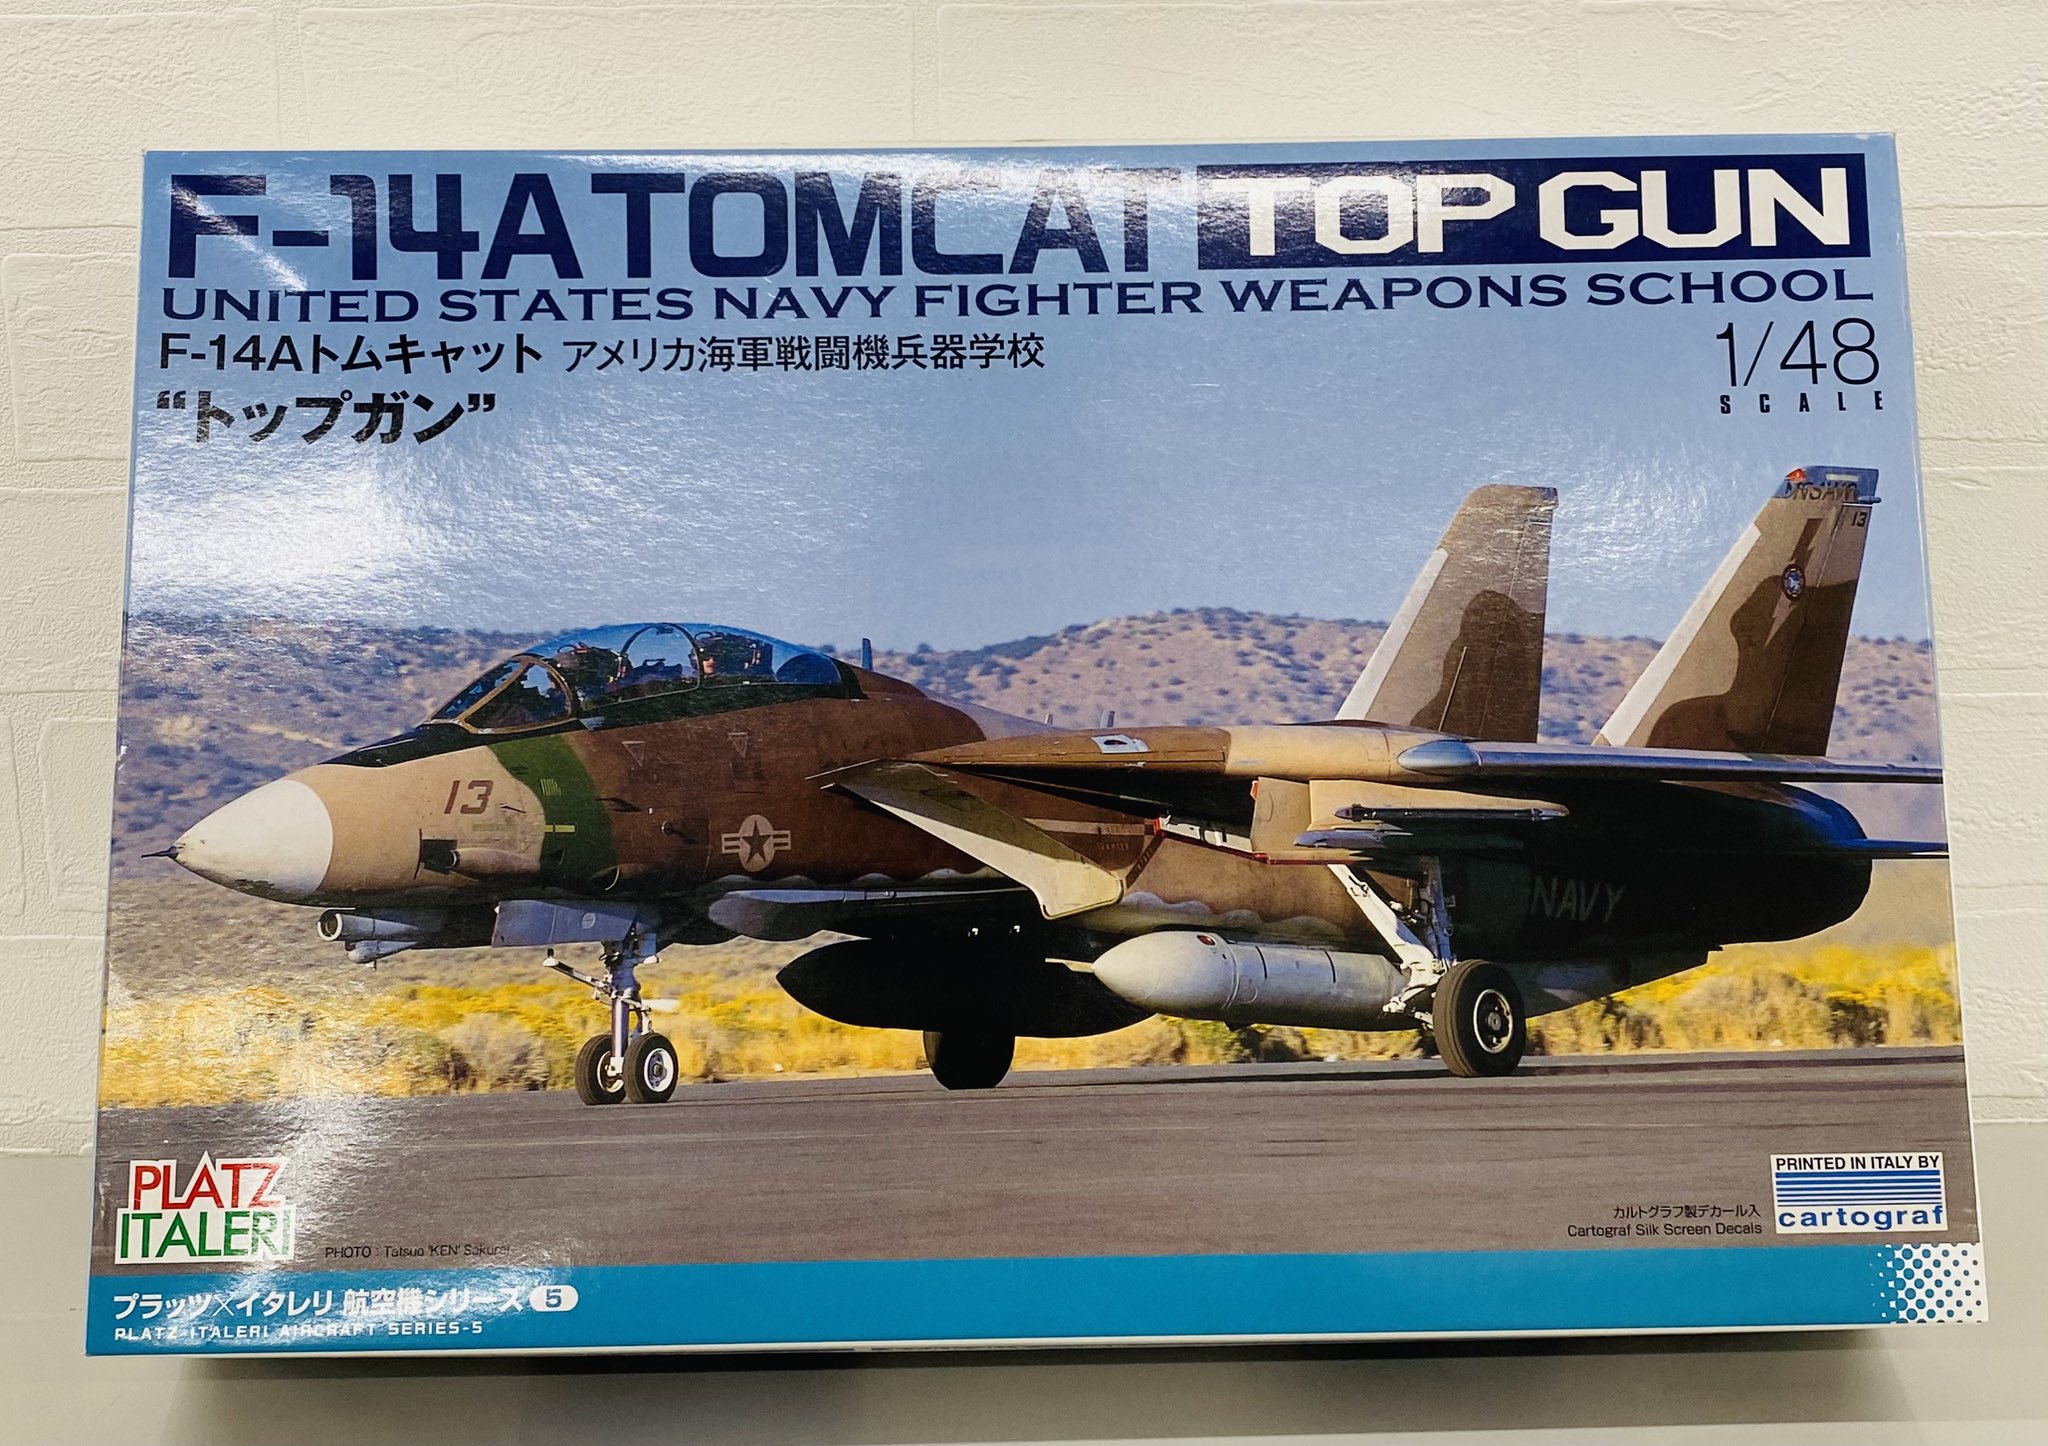 F-14A TOMCAT TOP GUN
UNITED STATES NAVY FIGHTER WEAPONS SCHOOL
F-14Aトムキャット アメリカ海軍戦闘機兵器学校
“トップガン”
1/48
SCALE
NSAWC
13
13
NAVY
PLATZ
ITALERI
PHOTO : Tatsuo 'KEN' Sakurai
カルトグラフ製デカール入
Cartograf Silk Screen Decals
PRINTED IN ITALY BY
cartograf
プラッツ×イタレリ 航空機シリーズ 5
PLATZ-ITALERI AIRCRAFT SERIES-5